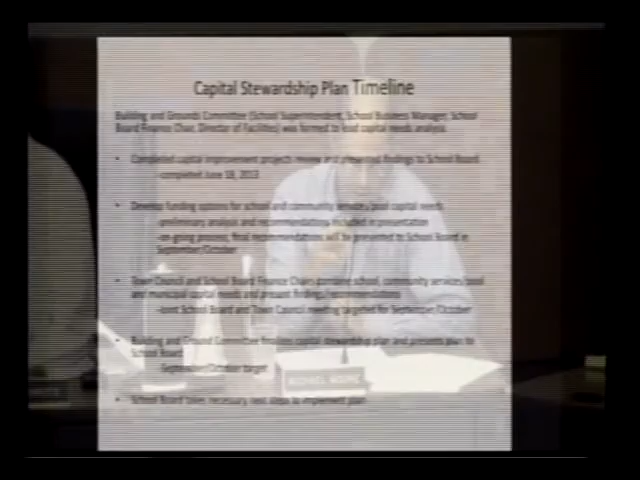 Capital Stewardship Plan Timeline
Building and Grounds Committee (School Superintendent, School Business Manager, School
Board Finance Chair, Director of Facilities) was formed to lead capital needs analysis.
• Completed capital improvement projects review and presented findings to School Board
-completed June 18, 2013
• Develop funding options for school and community services/pool capital needs
-preliminary analysis and recommendations included in presentation
-on-going process, final recommendations will be presented to School Board in
September/October
• Town Council and School Board Finance Chairs combine school, community services/pool
and municipal capital needs and present findings/recommendations
-Joint School Board and Town Council meeting targeted for September/October
• Building and Ground Committee finalizes capital stewardship plan and presents plan to
School Board
-September/October target
• School Board takes necessary next steps to implement plan
MICHAEL MOORE